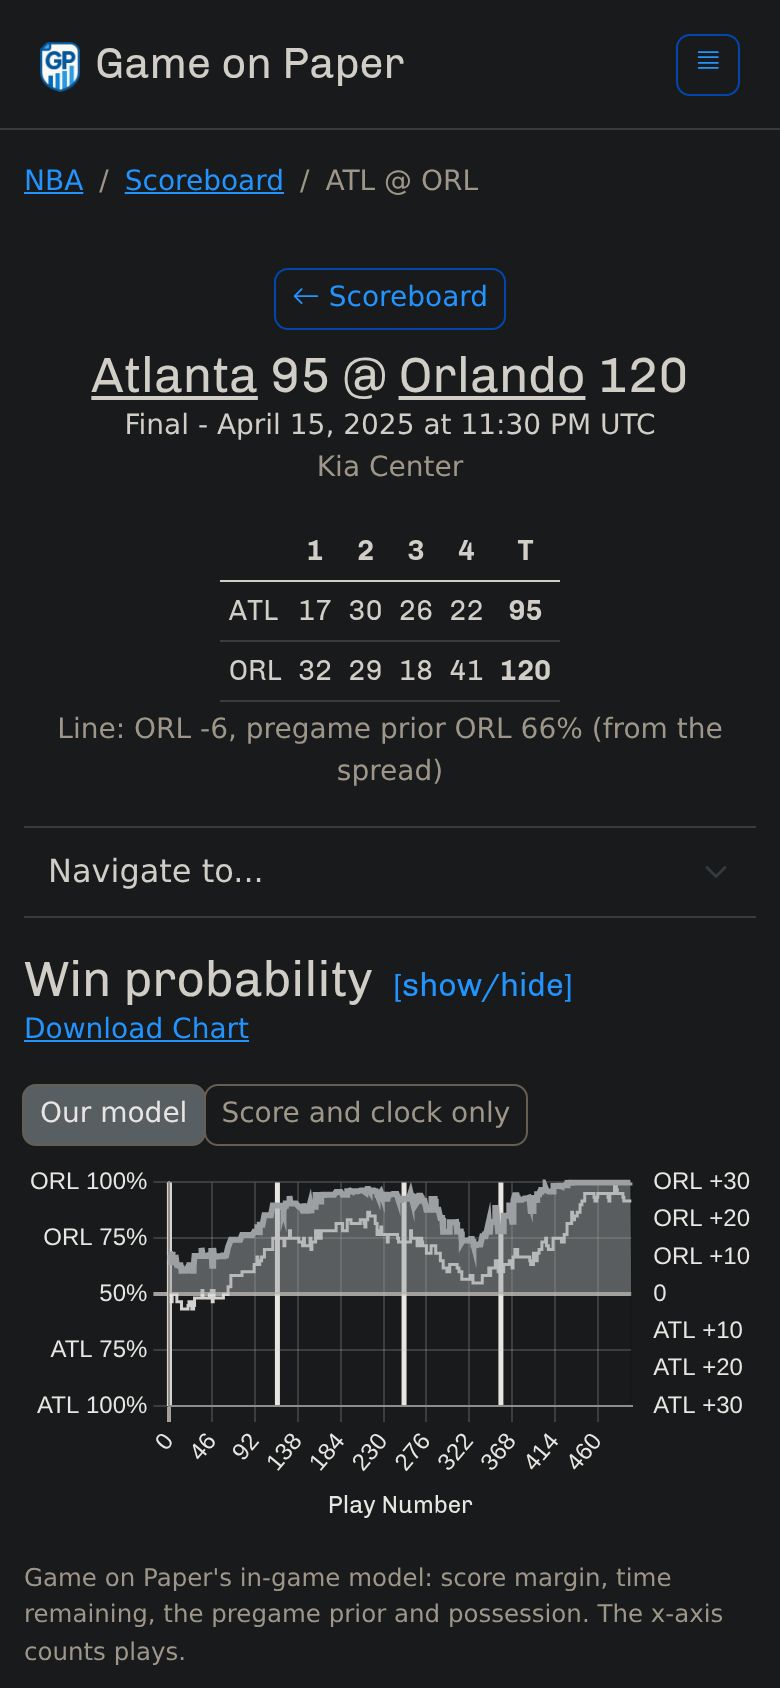 GP Game on Paper
NBA / Scoreboard / ATL @ ORL
← Scoreboard
Atlanta 95 @ Orlando 120
Final - April 15, 2025 at 11:30 PM UTC
Kia Center
1 2 3 4 T
ATL 17 30 26 22 95
ORL 32 29 18 41 120
Line: ORL -6, pregame prior ORL 66% (from the
spread)
Navigate to...
Win probability [show/hide]
Download Chart
Our model Score and clock only
ORL 100% ORL +30
ORL +20
ORL 75%
ORL +10
50% 0
ATL +10
ATL 75%
ATL +20
ATL 100% ATL +30
0 46 92 138 184 230 276 322 368 414 460
Play Number
Game on Paper's in-game model: score margin, time
remaining, the pregame prior and possession. The x-axis
counts plays.